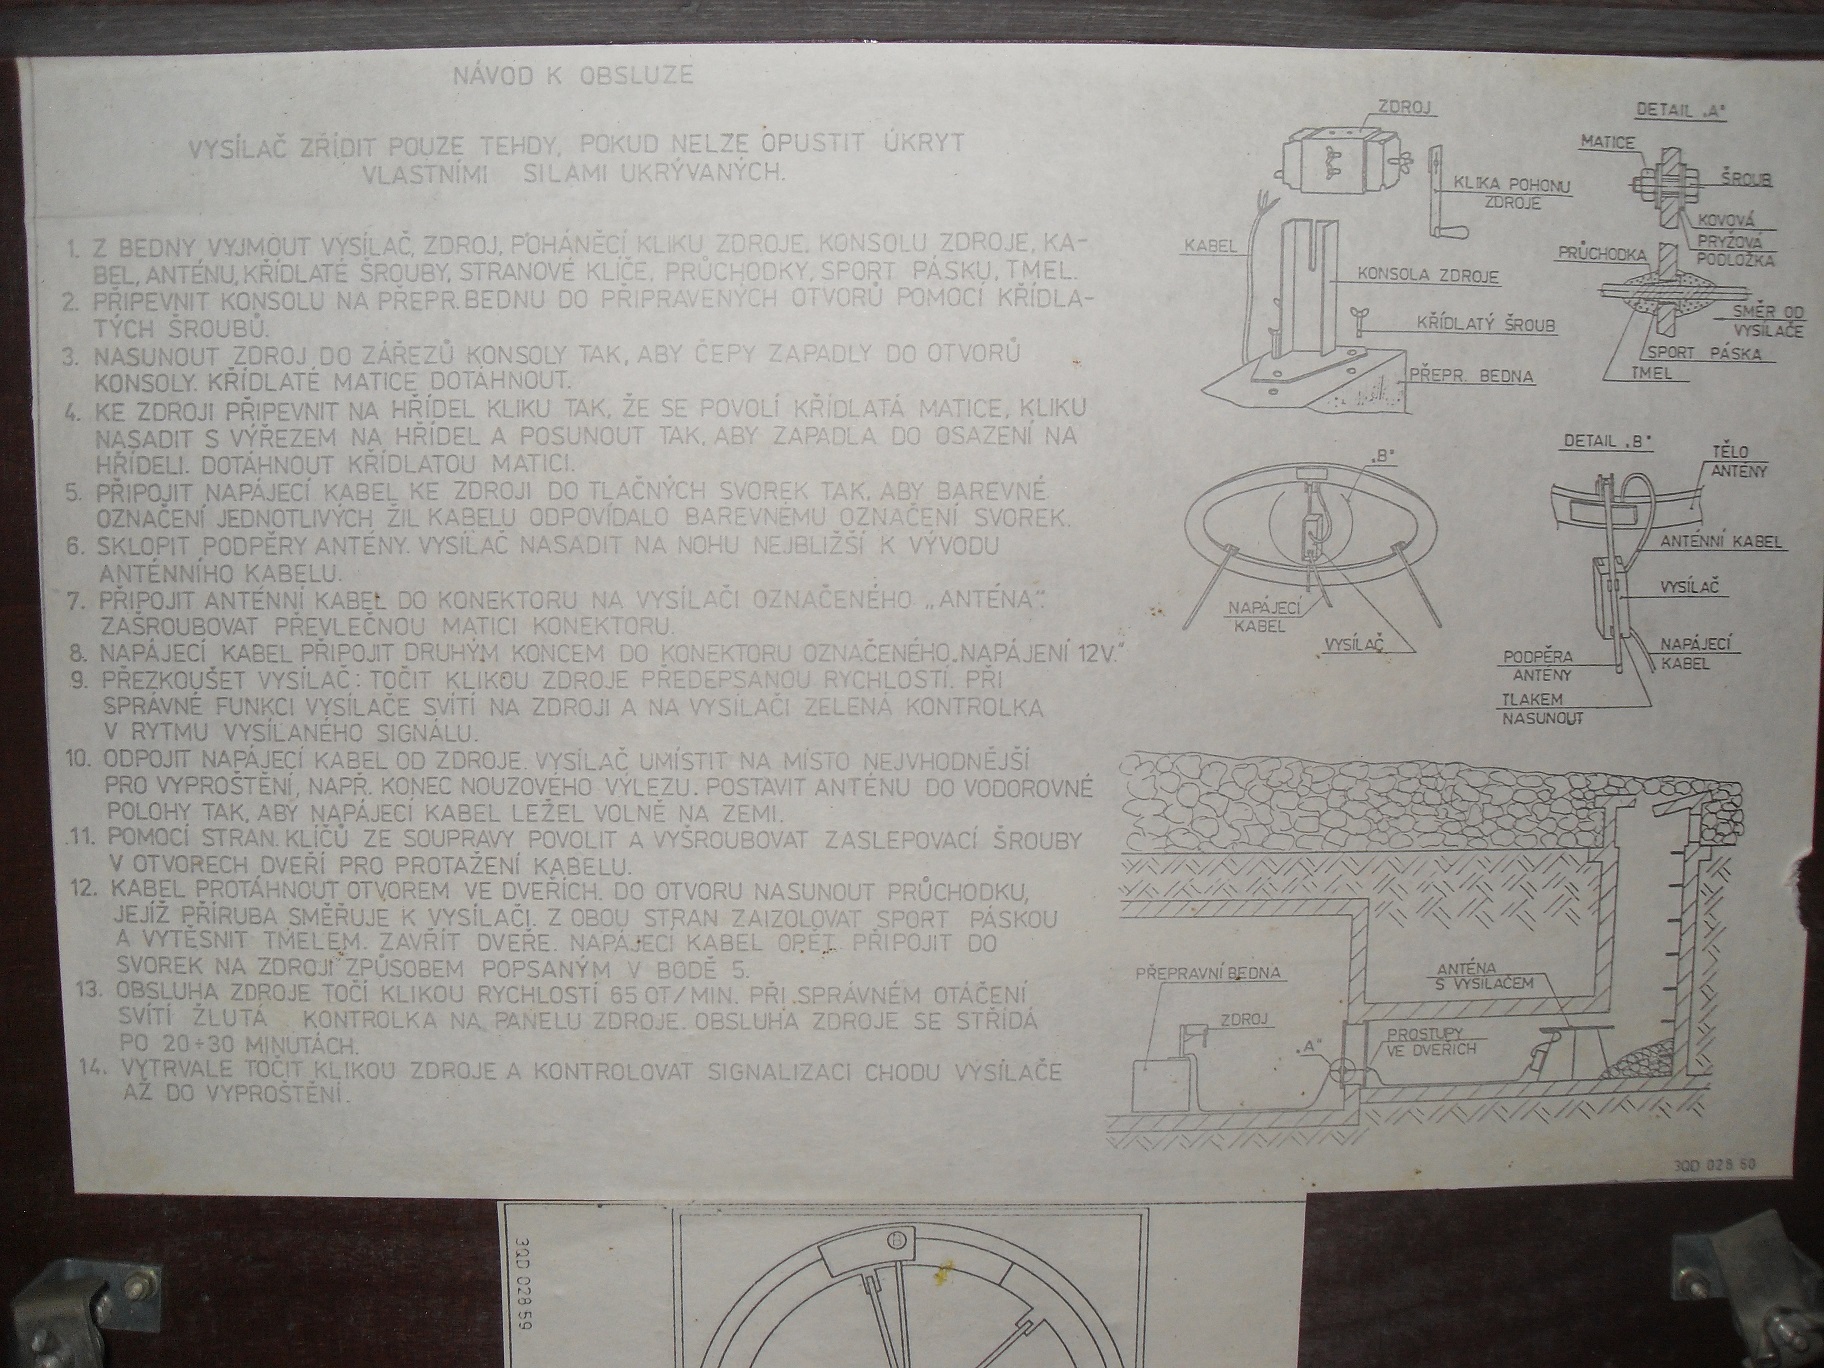 NÁVOD K OBSLUZE
VYSÍLAČ ZŘÍDIT POUZE TEHDY, POKUD NELZE OPUSTIT ÚKRYT
VLASTNÍMI SILAMI UKRÝVANÝCH.
1. Z BEDNY VYJMOUT VYSÍLAČ, ZDROJ, POHÁNĚCÍ KLIKU ZDROJE, KONSOLU ZDROJE, KA-
BEL, ANTÉNU, KŘÍDLATÉ ŠROUBY, STRANOVÉ KLÍČE, PRŮCHODKY, SPORT PÁSKU, TMEL.
2. PŘIPEVNIT KONSOLU NA PŘEPR. BEDNU DO PŘIPRAVENÝCH OTVORŮ POMOCÍ KŘÍDLA-
TÝCH ŠROUBŮ.
3. NASUNOUT ZDROJ DO ZÁŘEZŮ KONSOLY TAK, ABY ČEPY ZAPADLY DO OTVORŮ
KONSOLY. KŘÍDLATÉ MATICE DOTÁHNOUT.
4. KE ZDROJI PŘIPEVNIT NA HŘÍDEL KLIKU TAK, ŽE SE POVOLÍ KŘÍDLATÁ MATICE, KLIKU
NASADIT S VÝŘEZEM NA HŘÍDEL A POSUNOUT TAK, ABY ZAPADLA DO OSAZENÍ NA
HŘÍDELI. DOTÁHNOUT KŘÍDLATOU MATICI.
5. PŘIPOJIT NAPÁJECÍ KABEL KE ZDROJI DO TLAČNÝCH SVOREK TAK, ABY BAREVNÉ
OZNAČENÍ JEDNOTLIVÝCH ŽIL KABELU ODPOVÍDALO BAREVNÉMU OZNAČENÍ SVOREK.
6. SKLOPIT PODPĚRY ANTÉNY. VYSÍLAČ NASADIT NA NOHU NEJBLIŽŠÍ K VÝVODU
ANTÉNNÍHO KABELU.
7. PŘIPOJIT ANTÉNNÍ KABEL DO KONEKTORU NA VYSÍLAČI OZNAČENÉHO „ANTÉNA".
ZAŠROUBOVAT PŘEVLEČNOU MATICI KONEKTORU.
8. NAPÁJECÍ KABEL PŘIPOJIT DRUHÝM KONCEM DO KONEKTORU OZNAČENÉHO „NAPÁJENÍ 12V."
9. PŘEZKOUŠET VYSÍLAČ: TOČIT KLIKOU ZDROJE PŘEDEPSANOU RYCHLOSTÍ. PŘI
SPRÁVNÉ FUNKCI VYSÍLAČE SVÍTÍ NA ZDROJI A NA VYSÍLAČI ZELENÁ KONTROLKA
V RYTMU VYSÍLANÉHO SIGNÁLU.
10. ODPOJIT NAPÁJECÍ KABEL OD ZDROJE. VYSÍLAČ UMÍSTIT NA MÍSTO NEJVHODNĚJŠÍ
PRO VYPROŠTĚNÍ, NAPŘ. KONEC NOUZOVÉHO VÝLEZU. POSTAVIT ANTÉNU DO VODOROVNÉ
POLOHY TAK, ABY NAPÁJECÍ KABEL LEŽEL VOLNĚ NA ZEMI.
11. POMOCÍ STRAN. KLÍČŮ ZE SOUPRAVY POVOLIT A VYŠROUBOVAT ZASLEPOVACÍ ŠROUBY
V OTVORECH DVEŘÍ PRO PROTAŽENÍ KABELU.
12. KABEL PROTÁHNOUT OTVOREM VE DVEŘÍCH. DO OTVORU NASUNOUT PRŮCHODKU,
JEJÍŽ PŘÍRUBA SMĚŘUJE K VYSÍLAČI. Z OBOU STRAN ZAIZOLOVAT SPORT PÁSKOU
A VYTĚSNIT TMELEM. ZAVŘÍT DVEŘE. NAPÁJECÍ KABEL OPĚT PŘIPOJIT DO
SVOREK NA ZDROJI ZPŮSOBEM POPSANÝM V BODĚ 5.
13. OBSLUHA ZDROJE TOČÍ KLIKOU RYCHLOSTÍ 65 OT/MIN. PŘI SPRÁVNÉM OTÁČENÍ
SVÍTÍ ŽLUTÁ KONTROLKA NA PANELU ZDROJE. OBSLUHA ZDROJE SE STŘÍDÁ
PO 20÷30 MINUTÁCH.
14. VYTRVALE TOČIT KLIKOU ZDROJE A KONTROLOVAT SIGNALIZACI CHODU VYSÍLAČE
AŽ DO VYPROŠTĚNÍ.
ZDROJ
KLIKA POHONU
ZDROJE
KABEL
KONSOLA ZDROJE
KŘÍDLATÝ ŠROUB
PŘEPR. BEDNA
DETAIL „A"
MATICE
ŠROUB
KOVOVÁ
PRYŽOVÁ
PODLOŽKA
PRŮCHODKA
SMĚR OD
VYSÍLAČE
SPORT PÁSKA
TMEL
„B"
NAPÁJECÍ
KABEL
VYSÍLAČ
DETAIL „B"
TĚLO
ANTÉNY
ANTÉNNÍ KABEL
VYSÍLAČ
NAPÁJECÍ
KABEL
PODPĚRA
ANTÉNY
TLAKEM
NASUNOUT
PŘEPRAVNÍ BEDNA
ZDROJ
„A"
PROSTUPY
VE DVEŘÍCH
ANTÉNA
S VYSÍLAČEM
3QD 028 60
3QD 028 59
B